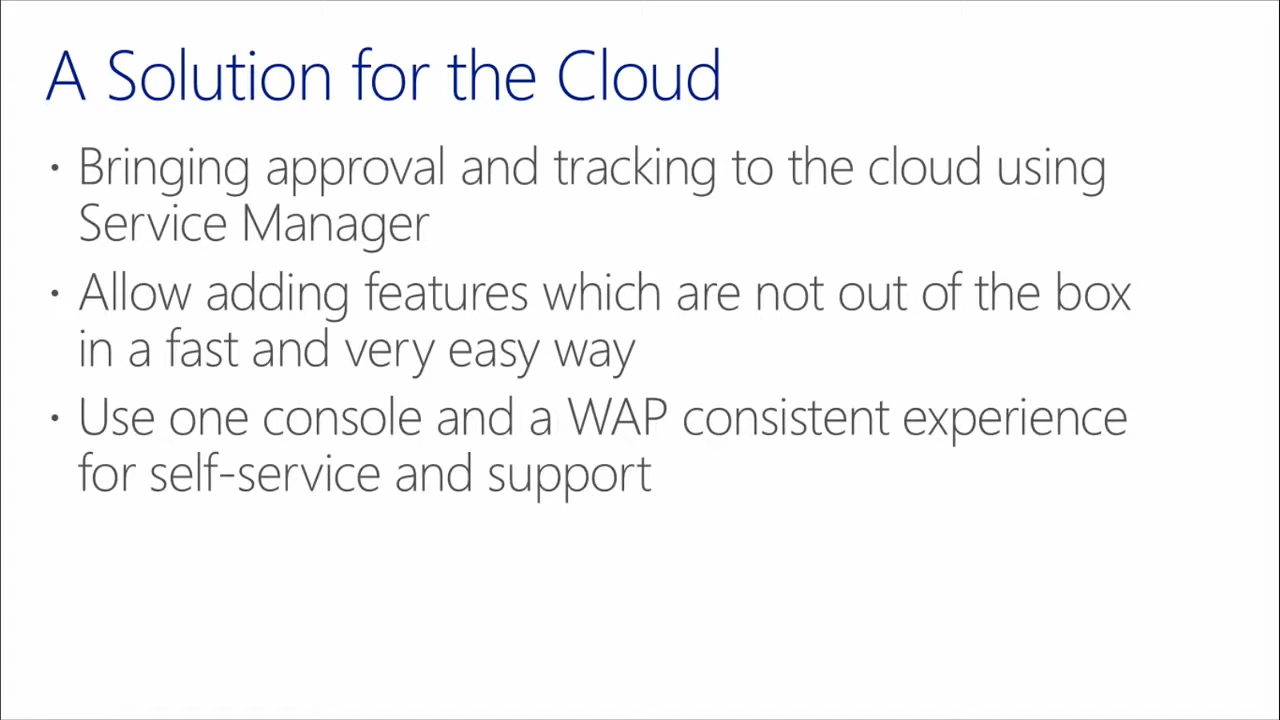 A Solution for the Cloud
· Bringing approval and tracking to the cloud using
Service Manager
· Allow adding features which are not out of the box
in a fast and very easy way
· Use one console and a WAP consistent experience
for self-service and support